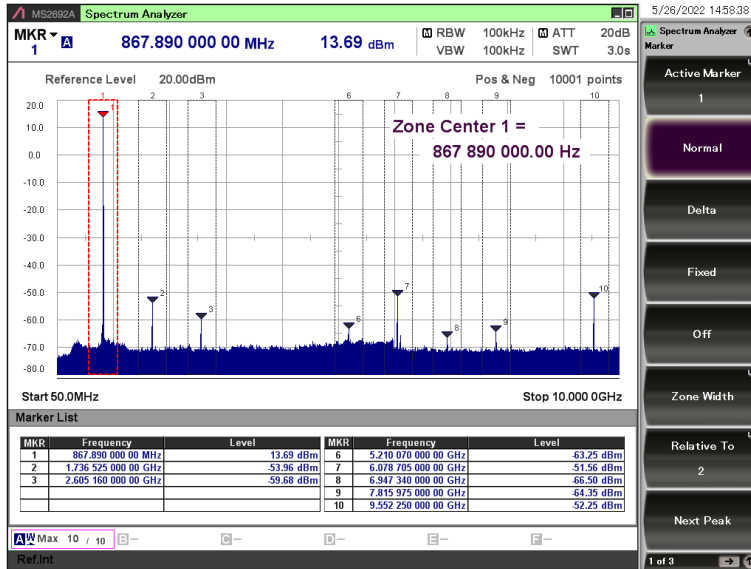 MS2692A Spectrum Analyzer
5/26/2022 14:58:38
MKR 1 A 867.890 000 00 MHz 13.69 dBm
M RBW 100kHz M ATT 20dB
VBW 100kHz SWT 3.0s
Reference Level 20.00dBm Pos & Neg 10001 points
1 2 3 6 7 8 9 10
20.0
10.0
0.0
-10.0
-20.0
-30.0
-40.0
-50.0
-60.0
-70.0
-80.0
1
2
3
6
7
8
9
10
Zone Center 1 =
867 890 000.00 Hz
Start 50.0MHz Stop 10.000 0GHz
Marker List
MKR Frequency Level MKR Frequency Level
1 867.890 000 00 MHz 13.69 dBm 6 5.210 070 000 00 GHz -63.25 dBm
2 1.736 525 000 00 GHz -53.96 dBm 7 6.078 705 000 00 GHz -51.56 dBm
3 2.605 160 000 00 GHz -59.68 dBm 8 6.947 340 000 00 GHz -66.50 dBm
9 7.815 975 000 00 GHz -64.35 dBm
10 9.552 250 000 00 GHz -52.25 dBm
A W Max 10 / 10 B— C— D— E— F—
Ref.Int
Spectrum Analyzer
Marker
Active Marker
1
Normal
Delta
Fixed
Off
Zone Width
Relative To
2
Next Peak
1 of 3